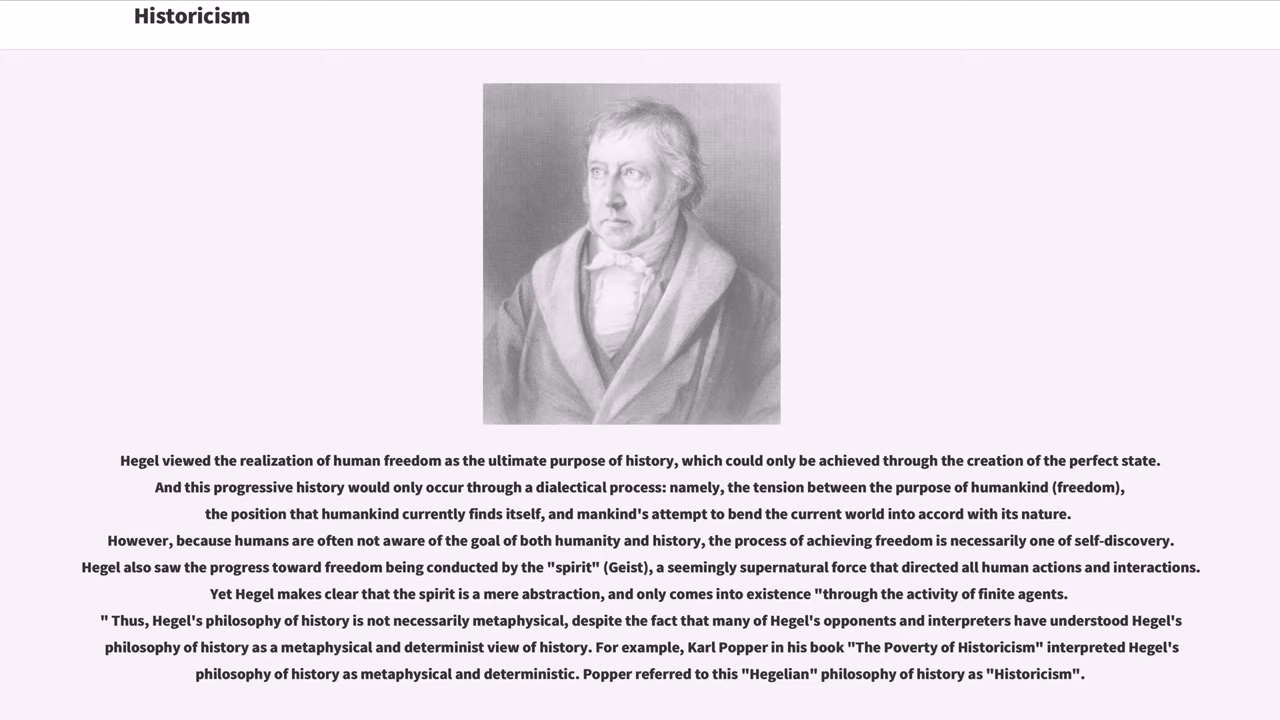 Historicism
Hegel viewed the realization of human freedom as the ultimate purpose of history, which could only be achieved through the creation of the perfect state.
And this progressive history would only occur through a dialectical process: namely, the tension between the purpose of humankind (freedom),
the position that humankind currently finds itself, and mankind's attempt to bend the current world into accord with its nature.
However, because humans are often not aware of the goal of both humanity and history, the process of achieving freedom is necessarily one of self-discovery.
Hegel also saw the progress toward freedom being conducted by the "spirit" (Geist), a seemingly supernatural force that directed all human actions and interactions.
Yet Hegel makes clear that the spirit is a mere abstraction, and only comes into existence "through the activity of finite agents.
" Thus, Hegel's philosophy of history is not necessarily metaphysical, despite the fact that many of Hegel's opponents and interpreters have understood Hegel's
philosophy of history as a metaphysical and determinist view of history. For example, Karl Popper in his book "The Poverty of Historicism" interpreted Hegel's
philosophy of history as metaphysical and deterministic. Popper referred to this "Hegelian" philosophy of history as "Historicism".